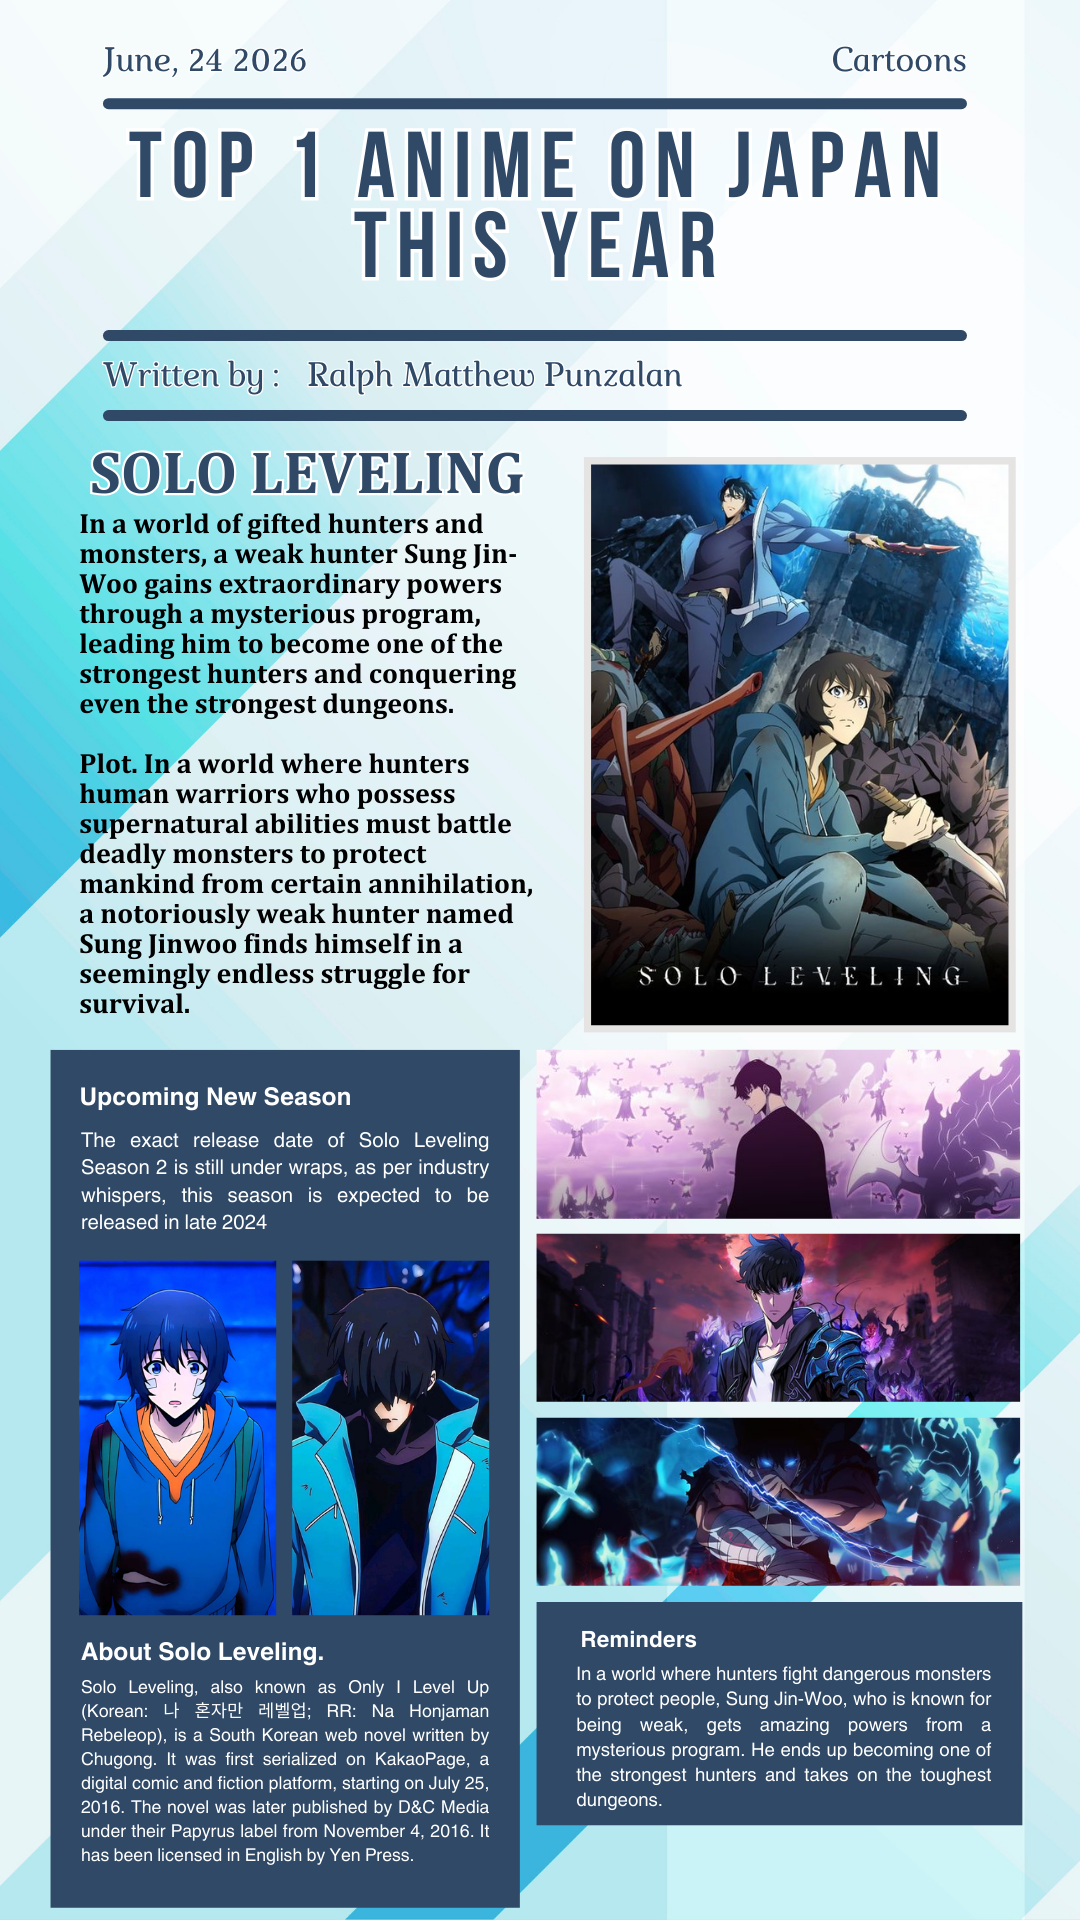 June, 24 2026
Cartoons
TOP 1 ANIME ON JAPAN
THIS YEAR
Written by : Ralph Matthew Punzalan
SOLO LEVELING
In a world of gifted hunters and
monsters, a weak hunter Sung Jin-
Woo gains extraordinary powers
through a mysterious program,
leading him to become one of the
strongest hunters and conquering
even the strongest dungeons.
Plot. In a world where hunters
human warriors who possess
supernatural abilities must battle
deadly monsters to protect
mankind from certain annihilation,
a notoriously weak hunter named
Sung Jinwoo finds himself in a
seemingly endless struggle for
survival.
SOLO LEVELING
Upcoming New Season
The exact release date of Solo Leveling
Season 2 is still under wraps, as per industry
whispers, this season is expected to be
released in late 2024
About Solo Leveling.
Solo Leveling, also known as Only I Level Up
(Korean: 나 혼자만 레벨업; RR: Na Honjaman
Rebeleop), is a South Korean web novel written by
Chugong. It was first serialized on KakaoPage, a
digital comic and fiction platform, starting on July 25,
2016. The novel was later published by D&C Media
under their Papyrus label from November 4, 2016. It
has been licensed in English by Yen Press.
Reminders
In a world where hunters fight dangerous monsters
to protect people, Sung Jin-Woo, who is known for
being weak, gets amazing powers from a
mysterious program. He ends up becoming one of
the strongest hunters and takes on the toughest
dungeons.